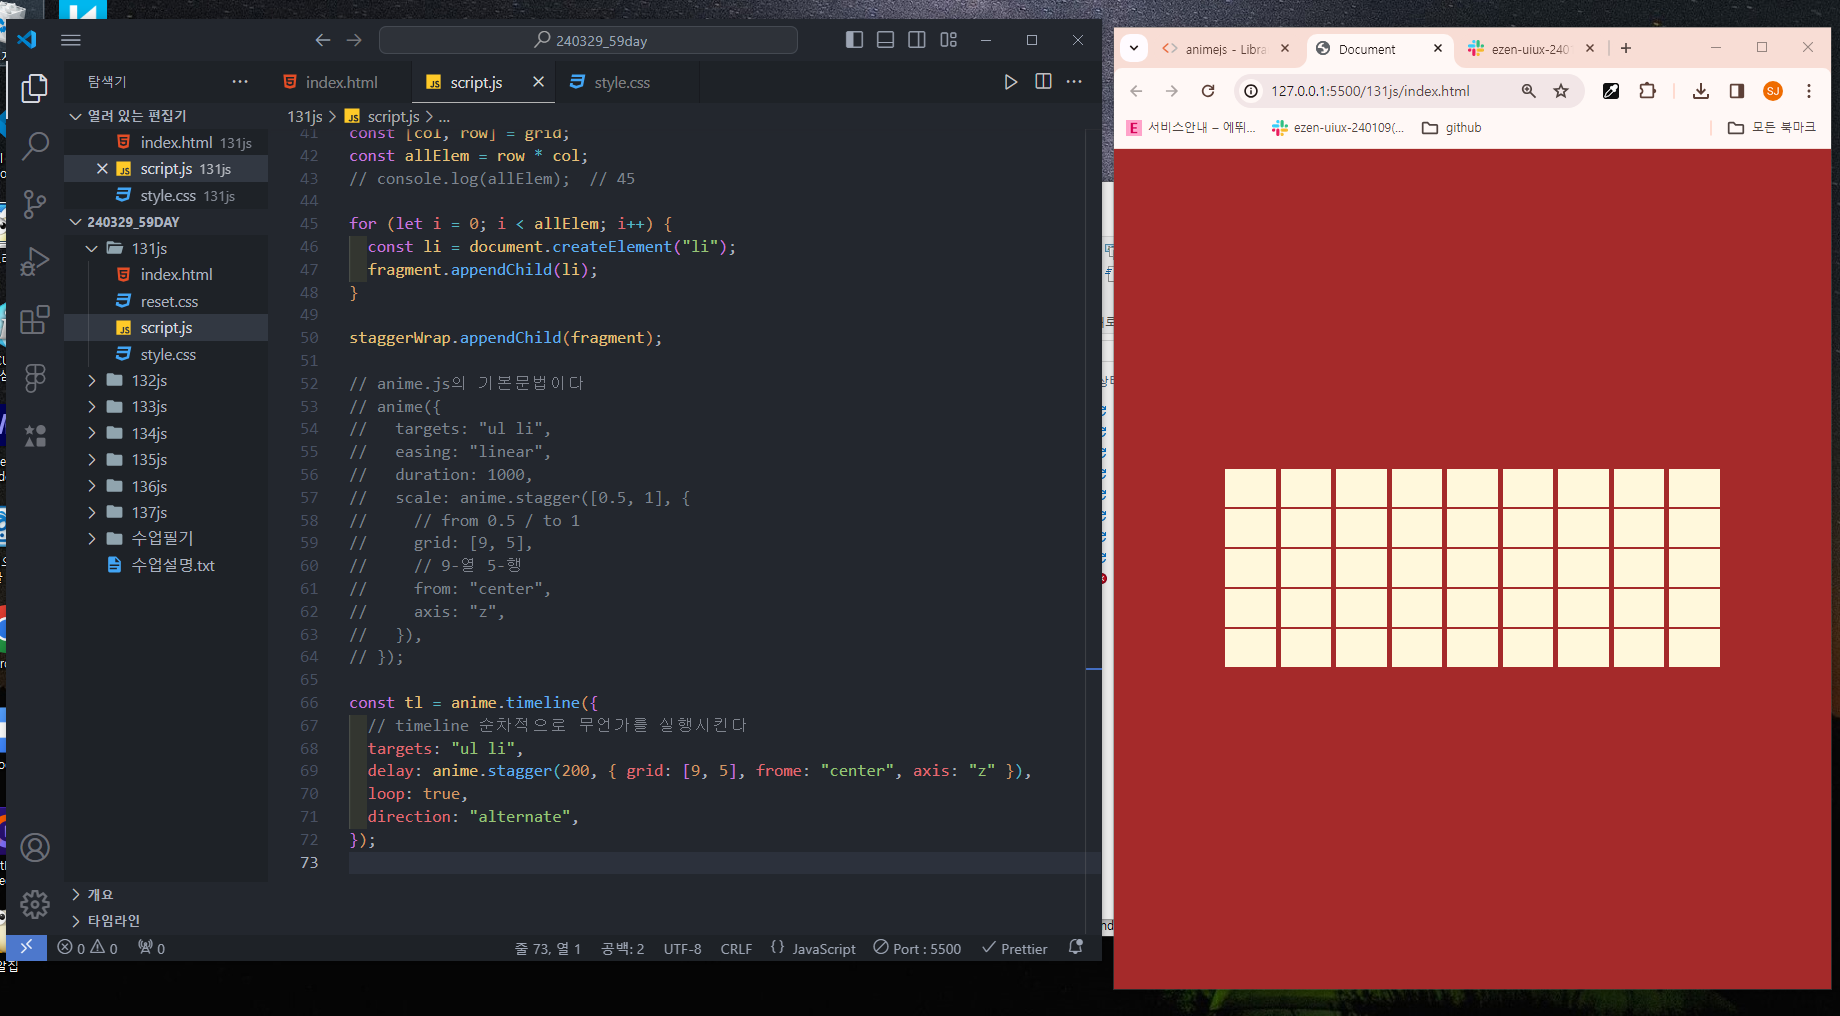 240329_59day
탐색기
index.html
script.js
style.css
열려 있는 편집기
index.html 131js
script.js 131js
style.css 131js
240329_59DAY
131js
index.html
reset.css
script.js
style.css
132js
133js
134js
135js
136js
137js
수업필기
수업설명.txt
개요
타임라인
131js > script.js > ...
41 const [col, row] = grid;
42 const allElem = row * col;
43 // console.log(allElem);  // 45
44
45 for (let i = 0; i < allElem; i++) {
46   const li = document.createElement("li");
47   fragment.appendChild(li);
48 }
49
50 staggerWrap.appendChild(fragment);
51
52 // anime.js의 기본문법이다
53 // anime({
54 //   targets: "ul li",
55 //   easing: "linear",
56 //   duration: 1000,
57 //   scale: anime.stagger([0.5, 1], {
58 //     // from 0.5 / to 1
59 //     grid: [9, 5],
60 //     // 9-열 5-행
61 //     from: "center",
62 //     axis: "z",
63 //   }),
64 // });
65
66 const tl = anime.timeline({
67   // timeline 순차적으로 무언가를 실행시킨다
68   targets: "ul li",
69   delay: anime.stagger(200, { grid: [9, 5], frome: "center", axis: "z" }),
70   loop: true,
71   direction: "alternate",
72 });
73
0 0 0
줄 73, 열 1 공백: 2 UTF-8 CRLF {} JavaScript Port : 5500 Prettier
animejs - Libra
Document
ezen-uiux-240
127.0.0.1:5500/131js/index.html
SJ
서비스안내 – 에뛰...
ezen-uiux-240109(...
github
모든 북마크